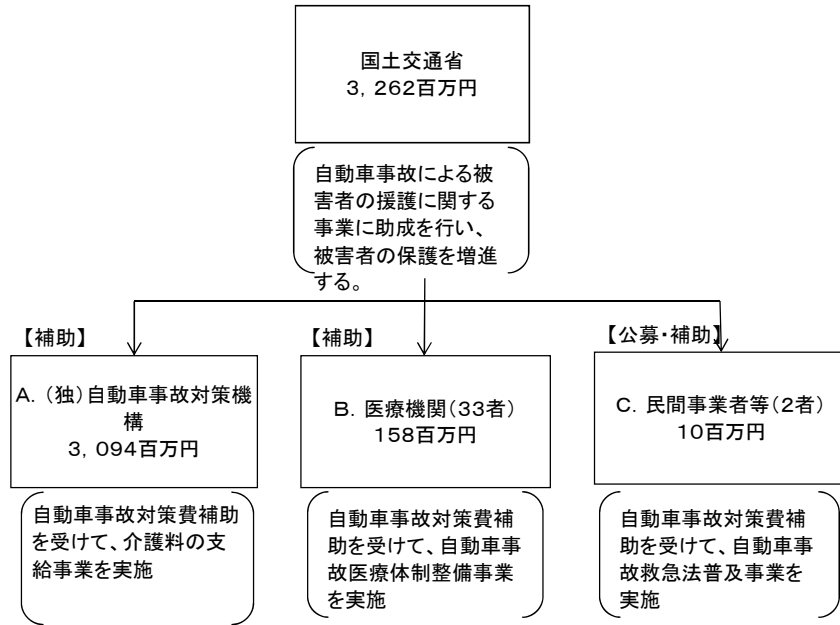 国土交通省
３，２６２百万円
自動車事故による被
害者の援護に関する
事業に助成を行い、
被害者の保護を増進
する。
【補助】
A．（独）自動車事故対策機
構
３，０９４百万円
自動車事故対策費補助
を受けて、介護料の支
給事業を実施
【補助】
B．医療機関（33者）
158百万円
自動車事故対策費補
助を受けて、自動車事
故医療体制整備事業
を実施
【公募・補助】
C．民間事業者等（2者）
10百万円
自動車事故対策費補
助を受けて、自動車事
故救急法普及事業を
実施